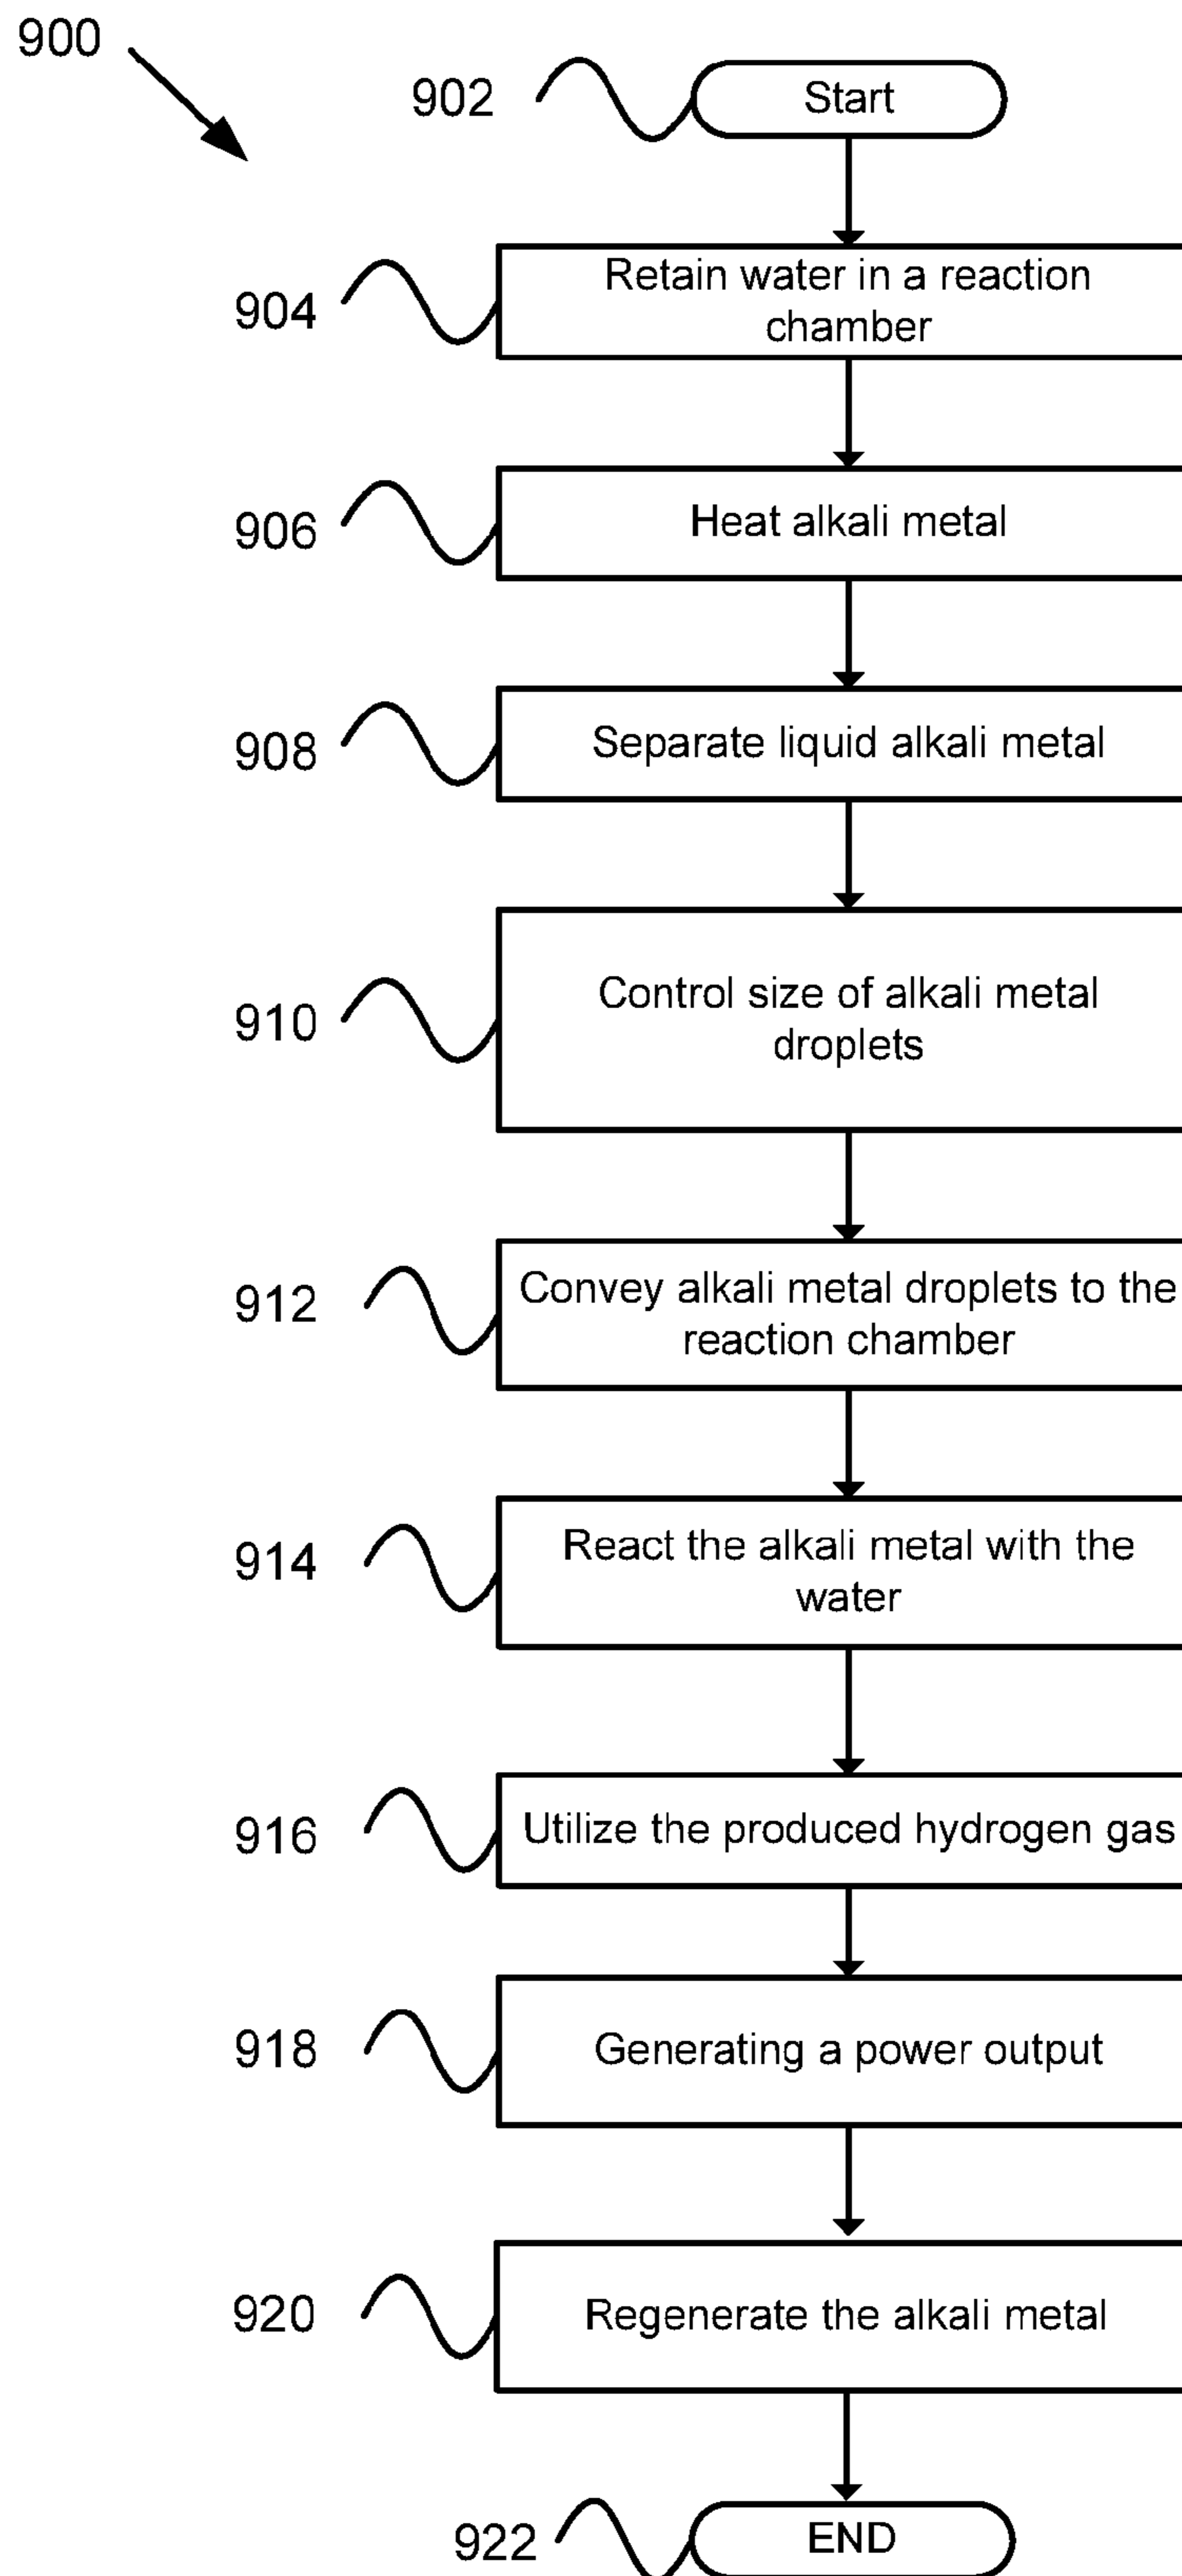 900
902
Start
904
Retain water in a reaction
chamber
906
Heat alkali metal
908
Separate liquid alkali metal
910
Control size of alkali metal
droplets
912
Convey alkali metal droplets to the
reaction chamber
914
React the alkali metal with the
water
916
Utilize the produced hydrogen gas
918
Generating a power output
920
Regenerate the alkali metal
922
END